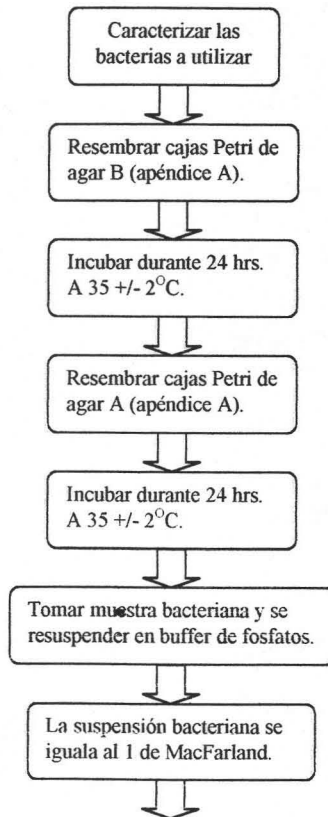 Caracterizar las
bacterias a utilizar
Resembrar cajas Petri de
agar B (apéndice A).
Incubar durante 24 hrs.
A 35 +/- 2°C.
Resembrar cajas Petri de
agar A (apéndice A).
Incubar durante 24 hrs.
A 35 +/- 2°C.
Tomar muestra bacteriana y se
resuspender en buffer de fosfatos.
La suspensión bacteriana se
iguala al 1 de MacFarland.